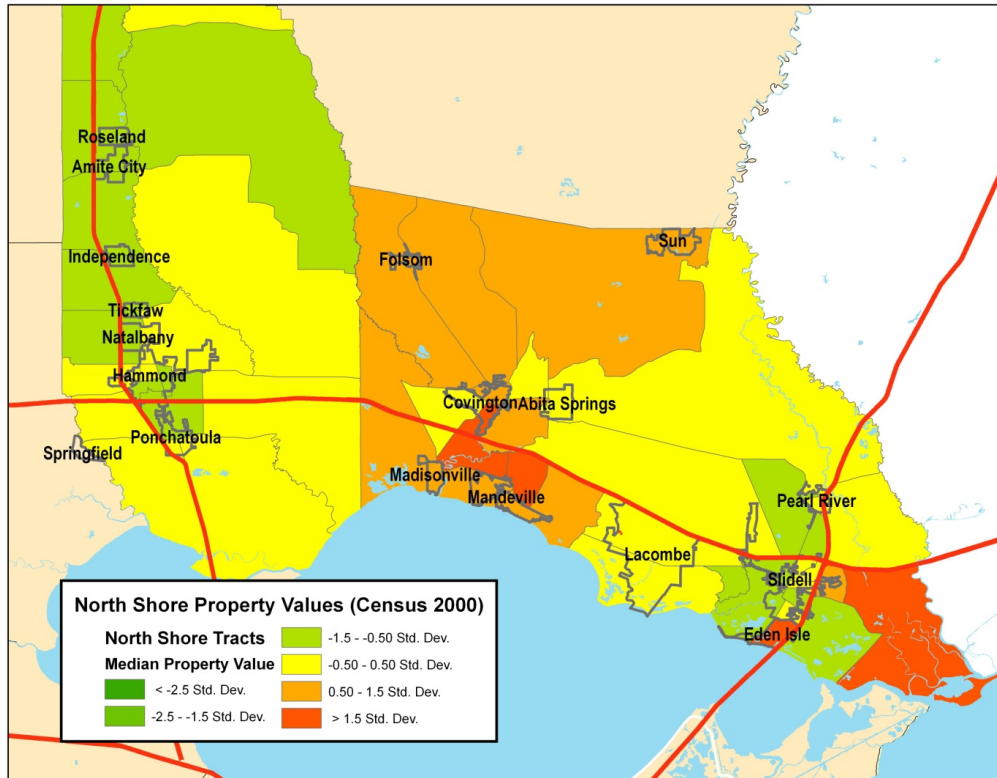 Roseland
Amite City
Independence
Folsom
Sun
Tickfaw
Natalbany
Hammond
Covington
Abita Springs
Ponchatoula
Springfield
Madisonville
Mandeville
Pearl River
Lacombe
Slidell
Eden Isle
North Shore Property Values (Census 2000)
North Shore Tracts
Median Property Value
< -2.5 Std. Dev.
-2.5 - -1.5 Std. Dev.
-1.5 - -0.50 Std. Dev.
-0.50 - 0.50 Std. Dev.
0.50 - 1.5 Std. Dev.
> 1.5 Std. Dev.